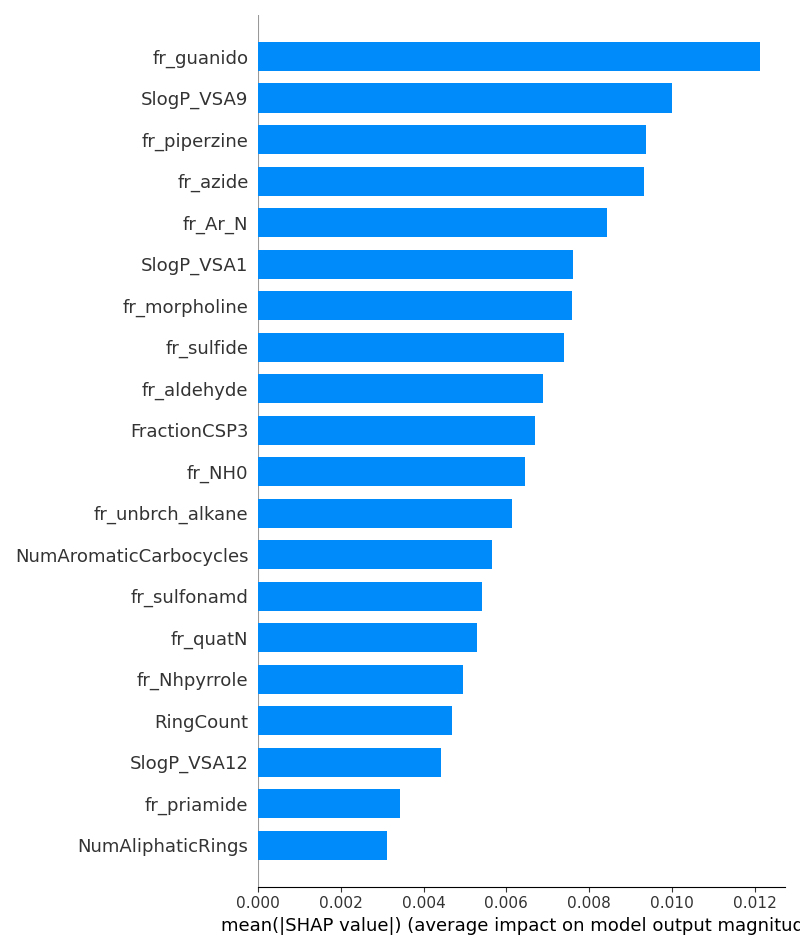 fr_guanido
SlogP_VSA9
fr_piperzine
fr_azide
fr_Ar_N
SlogP_VSA1
fr_morpholine
fr_sulfide
fr_aldehyde
FractionCSP3
fr_NH0
fr_unbrch_alkane
NumAromaticCarbocycles
fr_sulfonamd
fr_quatN
fr_Nhpyrrole
RingCount
SlogP_VSA12
fr_priamide
NumAliphaticRings
0.000 0.002 0.004 0.006 0.008 0.010 0.012
mean(|SHAP value|) (average impact on model output magnitud